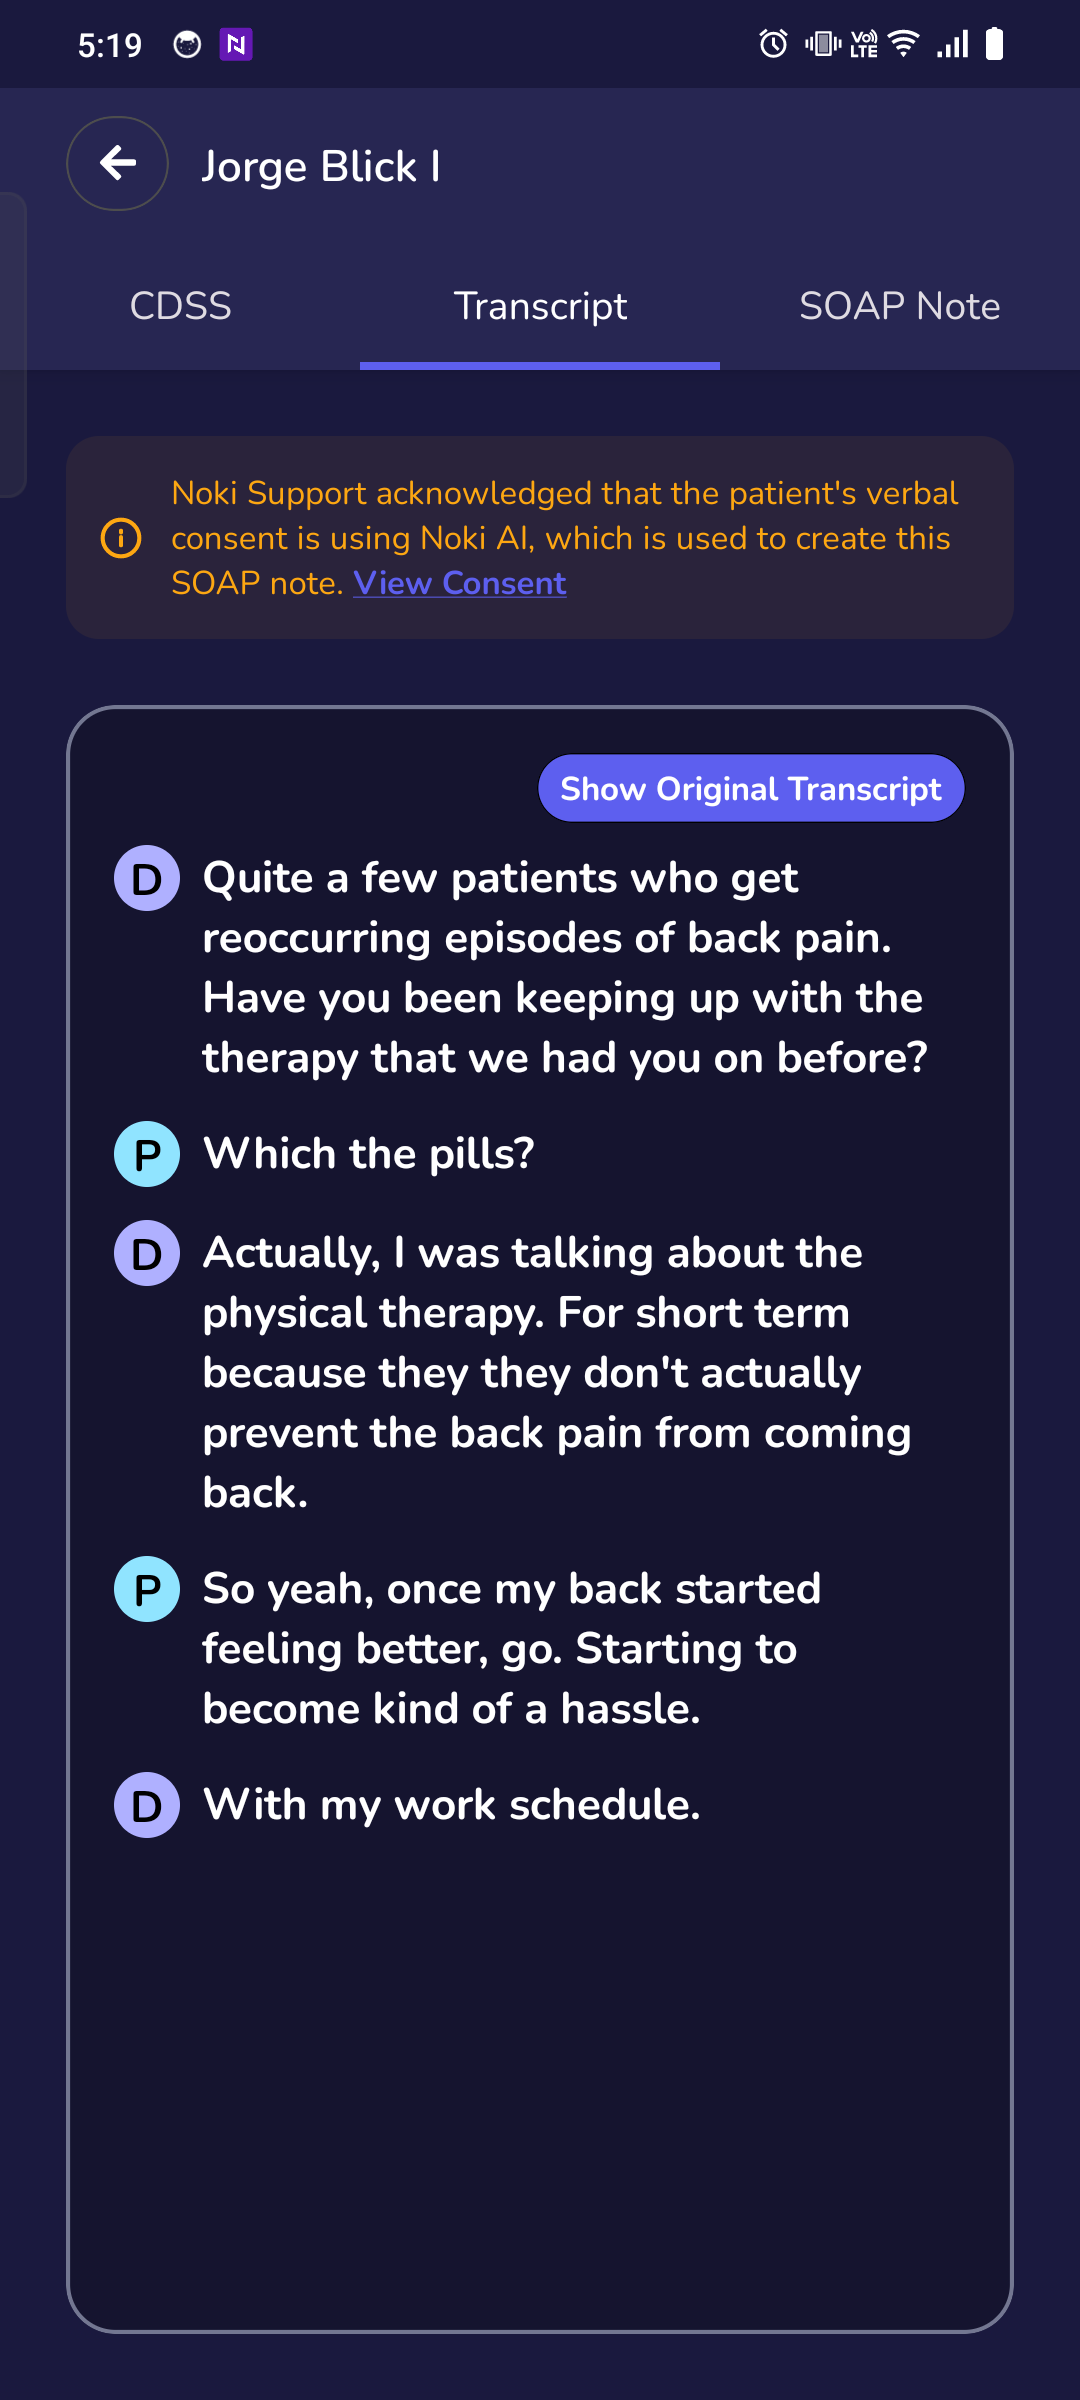 5:19
N
Vo)) LTE
Jorge Blick I
CDSS
Transcript
SOAP Note
Noki Support acknowledged that the patient's verbal
consent is using Noki AI, which is used to create this
SOAP note. View Consent
Show Original Transcript
D
Quite a few patients who get
reoccurring episodes of back pain.
Have you been keeping up with the
therapy that we had you on before?
P
Which the pills?
D
Actually, I was talking about the
physical therapy. For short term
because they they don't actually
prevent the back pain from coming
back.
P
So yeah, once my back started
feeling better, go. Starting to
become kind of a hassle.
D
With my work schedule.